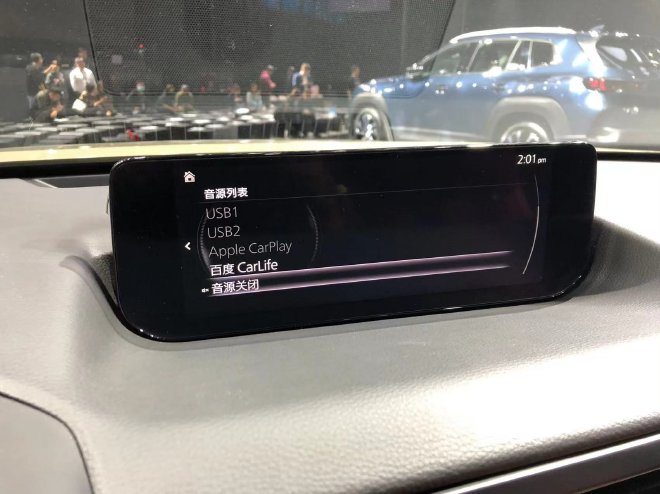 2:01 pm
音源列表
USB1
USB2
Apple CarPlay
百度 CarLife
音源关闭